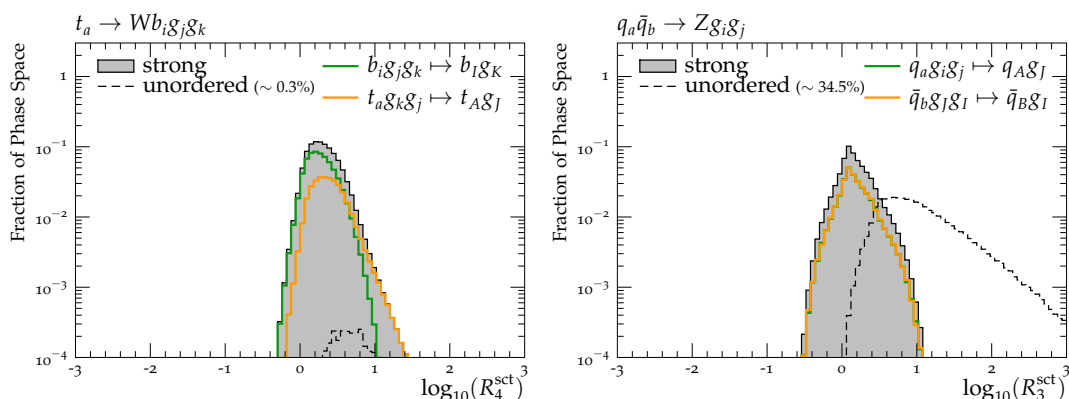 t_a → Wb_i g_j g_k
Fraction of Phase Space
1
10^-1
10^-2
10^-3
10^-4
strong
unordered (~ 0.3%)
b_i g_j g_k ↦ b_I g_K
t_a g_k g_j ↦ t_A g_J
-3 -2 -1 0 1 2 3
log_10(R_4^sct)
q_a q̄_b → Zg_i g_j
Fraction of Phase Space
1
10^-1
10^-2
10^-3
10^-4
strong
unordered (~ 34.5%)
q_a g_i g_j ↦ q_A g_J
q̄_b g_J g_I ↦ q̄_B g_I
-3 -2 -1 0 1 2 3
log_10(R_3^sct)